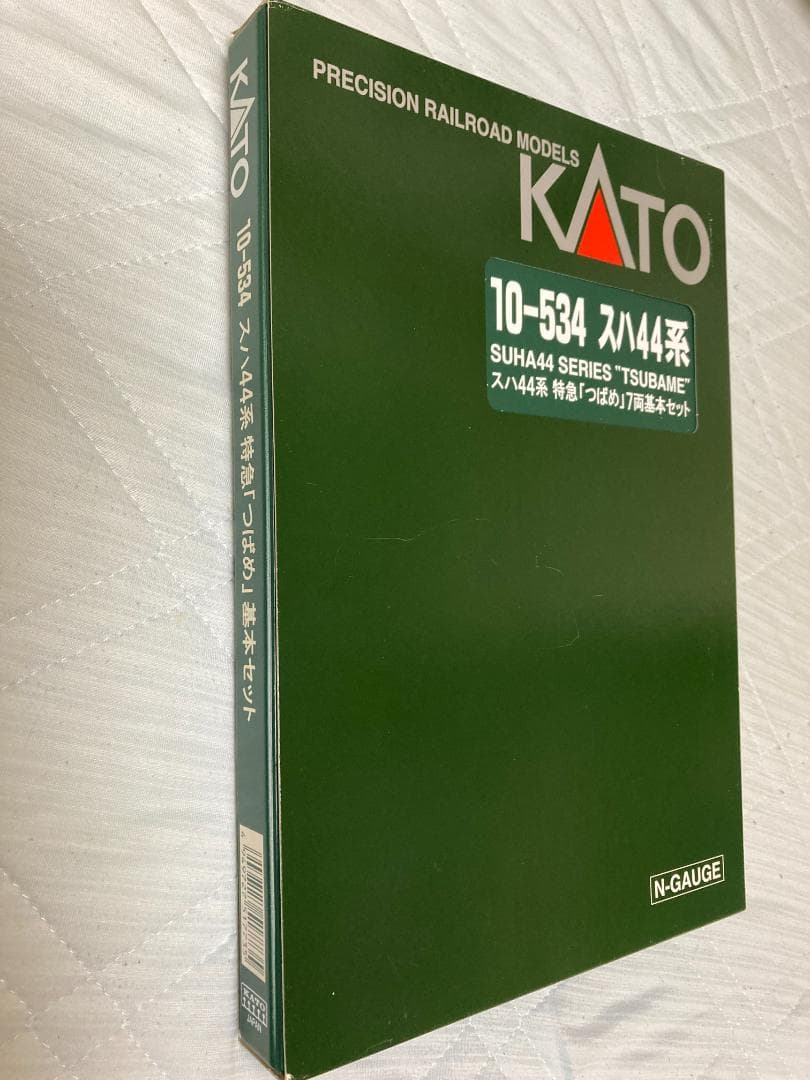 KATO
10-534 スハ44系 特急「つばめ」基本セット
KATO
JAPAN
PRECISION RAILROAD MODELS
KATO
10-534 スハ44系
SUHA44 SERIES "TSUBAME"
スハ44系 特急「つばめ」7両基本セット
N-GAUGE